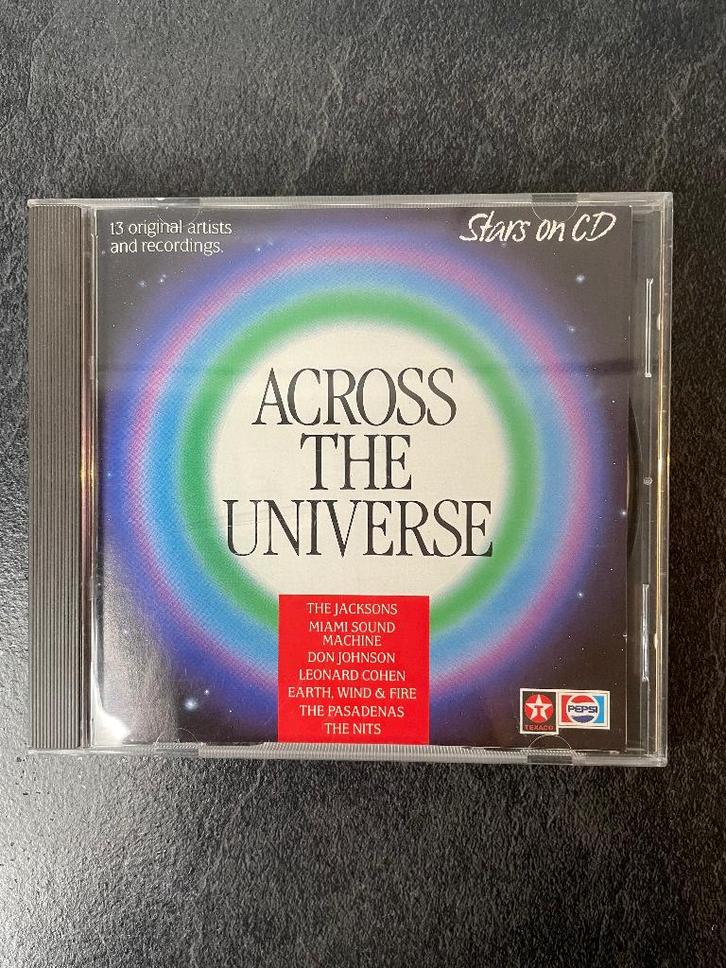 13 original artists
and recordings.
Stars on CD
ACROSS
THE
UNIVERSE
THE JACKSONS
MIAMI SOUND
MACHINE
DON JOHNSON
LEONARD COHEN
EARTH, WIND & FIRE
THE PASADENAS
THE NITS
TEXACO
PEPSI